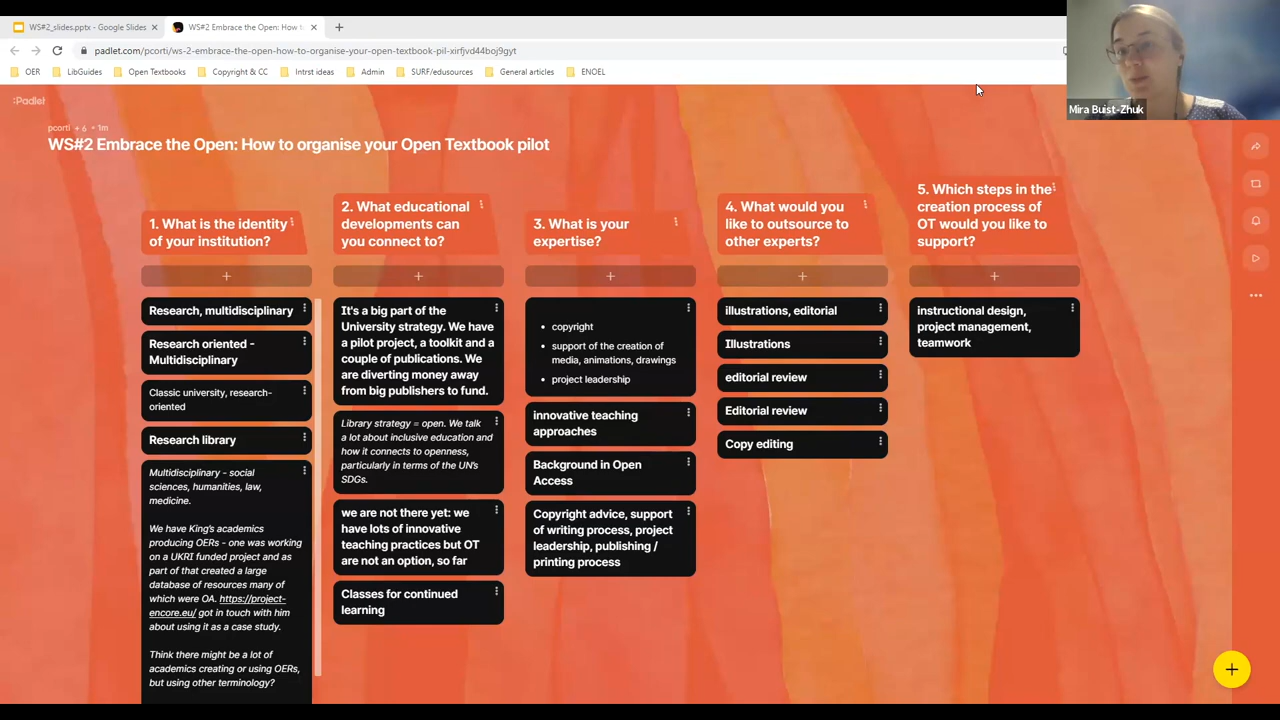 WS#2_slides.pptx - Google Slides
WS#2 Embrace the Open: How t
padlet.com/pcorti/ws-2-embrace-the-open-how-to-organise-your-open-textbook-pil-xirfjvd44boj9gyt
OER
LibGuides
Open Textbooks
Copyright & CC
Intrst ideas
Admin
SURF/edusources
General articles
ENOEL
Mira Buist-Zhuk
:Padlet
pcorti + 6 • 1m
WS#2 Embrace the Open: How to organise your Open Textbook pilot
1. What is the identity
of your institution?
Research, multidisciplinary
Research oriented -
Multidisciplinary
Classic university, research-
oriented
Research library
Multidisciplinary - social
sciences, humanities, law,
medicine.
We have King's academics
producing OERs - one was working
on a UKRI funded project and as
part of that created a large
database of resources many of
which were OA. https://project-
encore.eu/ got in touch with him
about using it as a case study.
Think there might be a lot of
academics creating or using OERs,
but using other terminology?
2. What educational
developments can
you connect to?
It's a big part of the
University strategy. We have
a pilot project, a toolkit and a
couple of publications. We
are diverting money away
from big publishers to fund.
Library strategy = open. We talk
a lot about inclusive education and
how it connects to openness,
particularly in terms of the UN's
SDGs.
we are not there yet: we
have lots of innovative
teaching practices but OT
are not an option, so far
Classes for continued
learning
3. What is your
expertise?
• copyright
• support of the creation of
media, animations, drawings
• project leadership
innovative teaching
approaches
Background in Open
Access
Copyright advice, support
of writing process, project
leadership, publishing /
printing process
4. What would you
like to outsource to
other experts?
illustrations, editorial
Illustrations
editorial review
Editorial review
Copy editing
5. Which steps in the
creation process of
OT would you like to
support?
instructional design,
project management,
teamwork